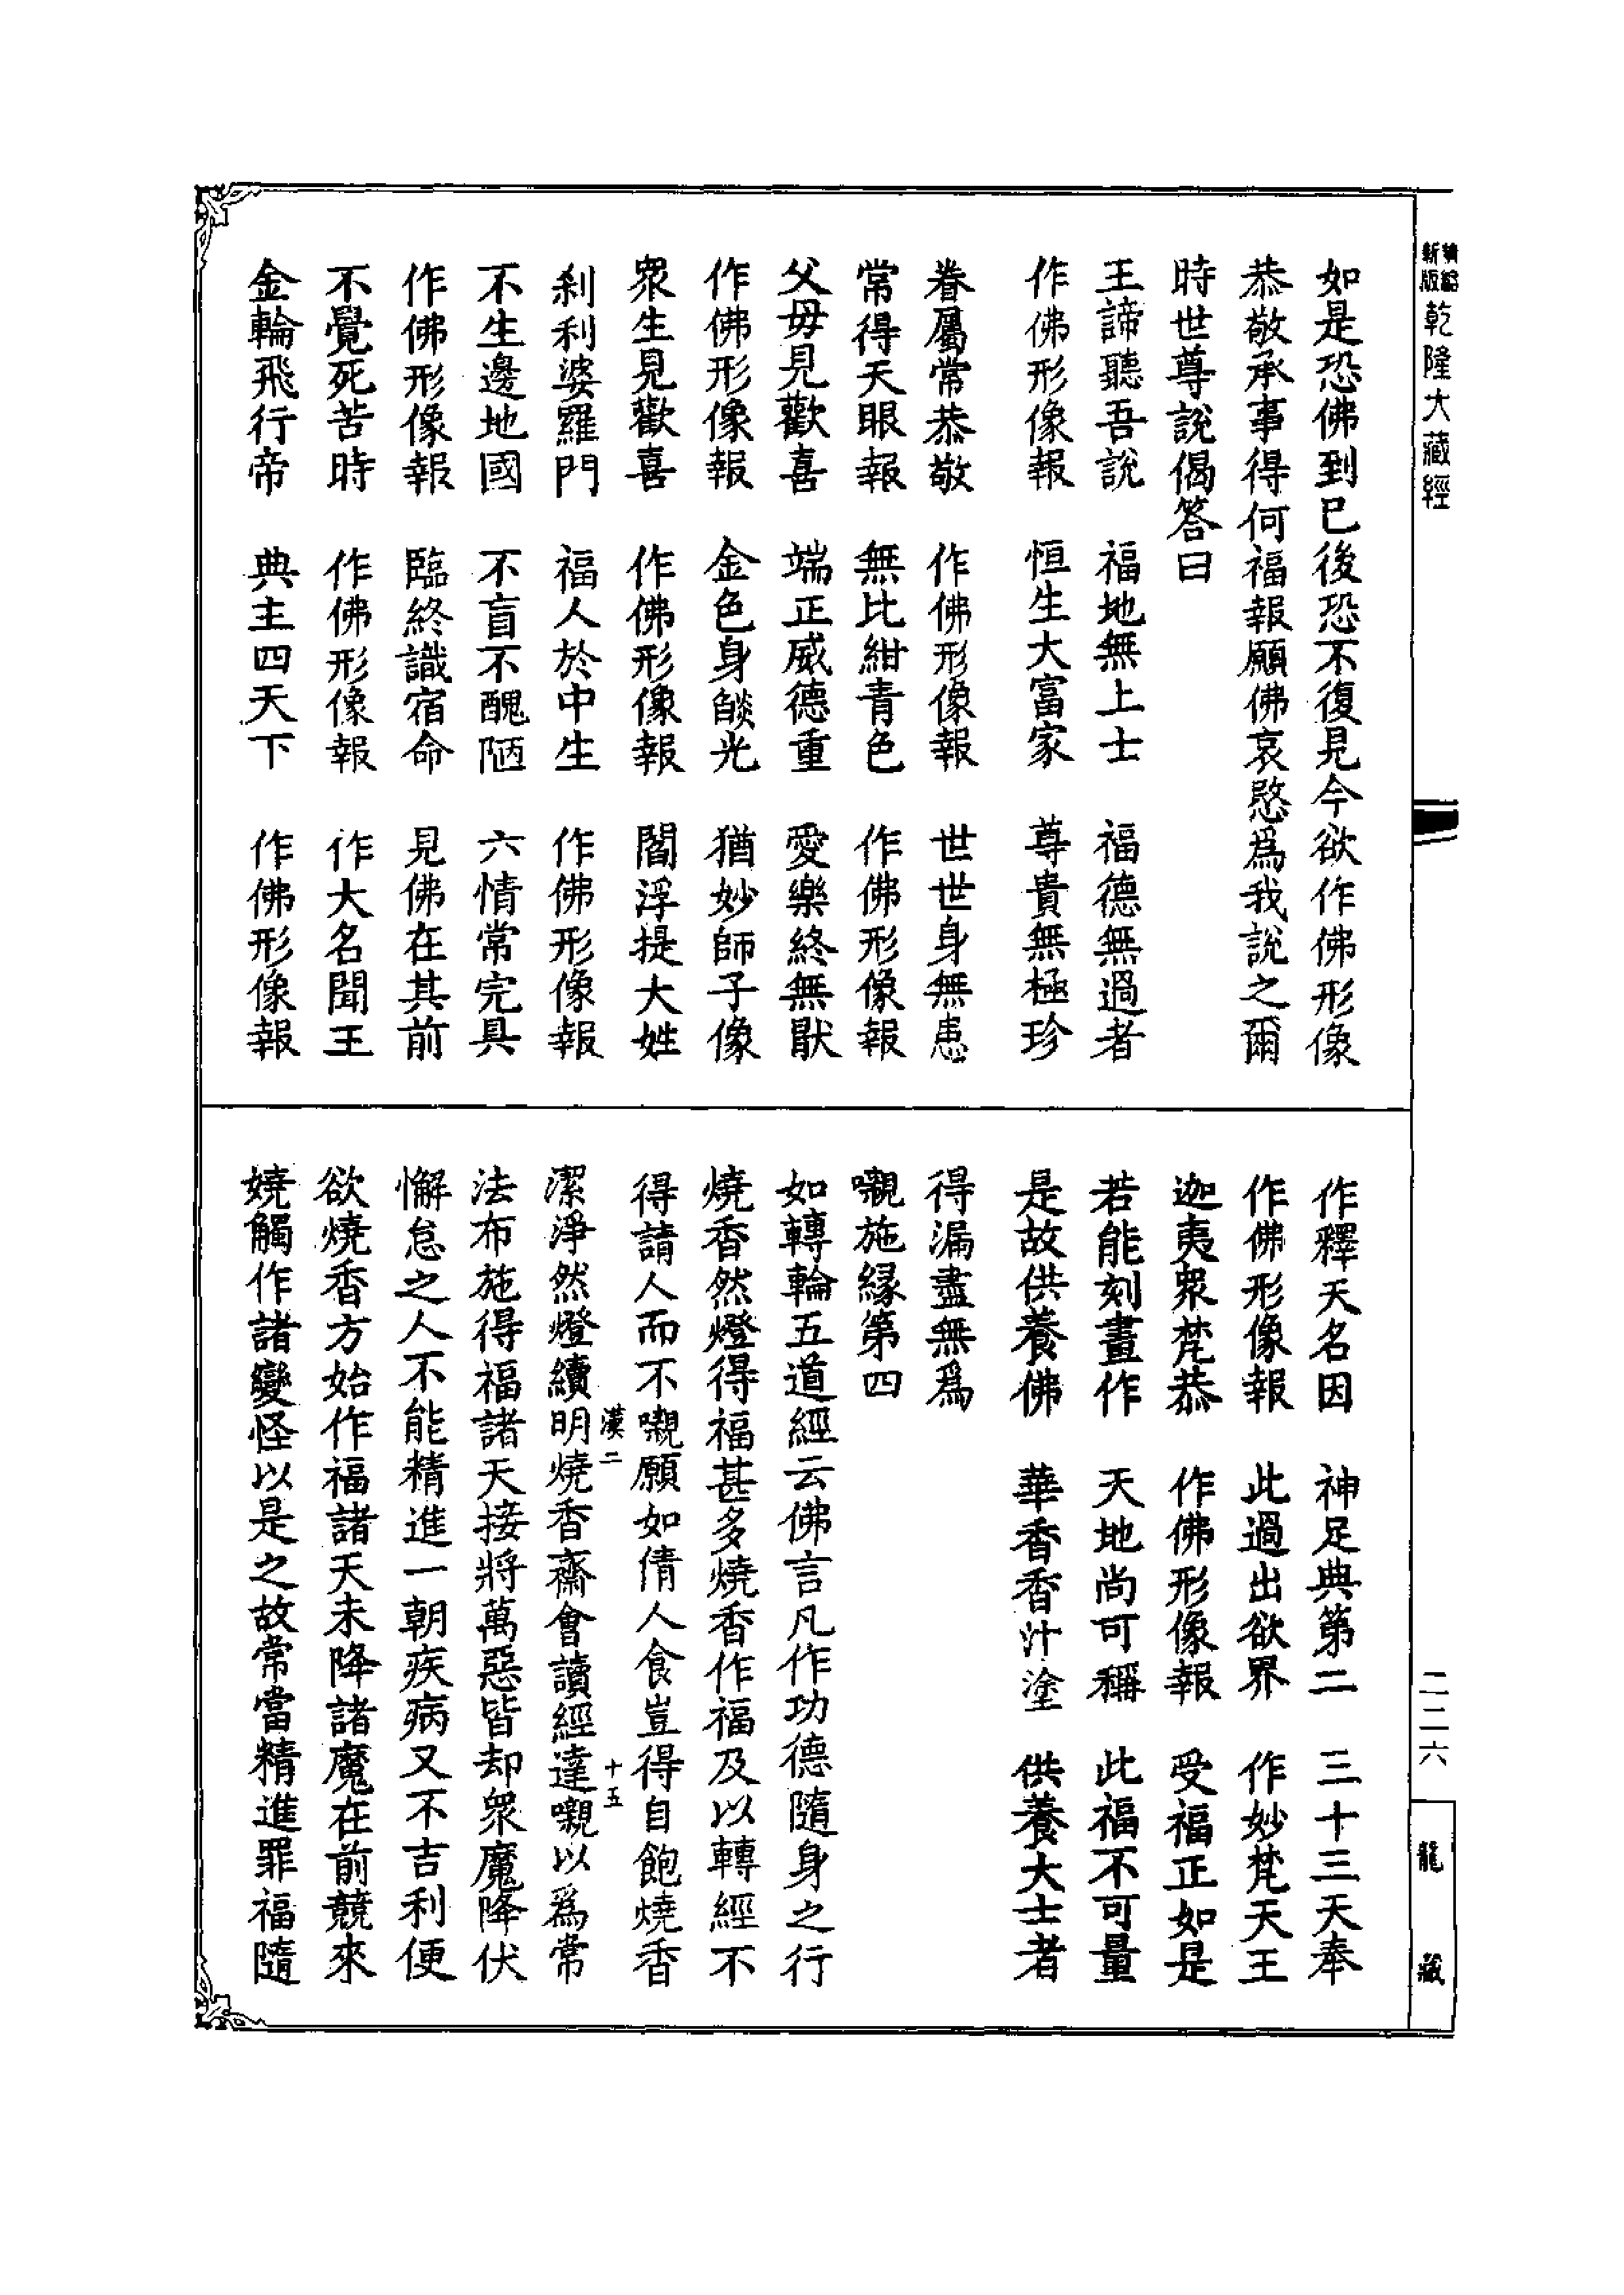 精縮新版
乾隆大藏經
如是恐佛到已後恐不復見今欲作佛形像
恭敬承事得何福報願佛哀愍爲我說之爾
時世尊說偈答曰
王諦聽吾說　福地無上士　福德無過者
作佛形像報　恒生大富家　尊貴無極珍
眷屬常恭敬　作佛形像報　世世身無患
常得天眼報　無比紺青色　作佛形像報
父毋見歡喜　端正威德重　愛樂終無厭
作佛形像報　金色身𦦨光　猶妙師子像
衆生見歡喜　作佛形像報　閻浮提大姓
刹利婆羅門　福人於中生　作佛形像報
不生邊地國　不盲不醜陋　六情常完具
作佛形像報　臨終識宿命　見佛在其前
不覺死苦時　作佛形像報　作大名聞王
金輪飛行帝　典主四天下　作佛形像報
作釋天名因　神足典第二　三十三天奉
作佛形像報　此過出欲界　作妙梵天王
迦夷衆梵恭　作佛形像報　受福正如是
若能刻畫作　天地尚可稱　此福不可量
是故供養佛　華香香汁塗　供養大士者
得漏盡無爲
嚫施緣第四
如轉輪五道經云佛言凡作功德隨身之行
燒香然燈得福甚多燒香作福及以轉經不
得請人而不嚫願如倩人食豈得自飽燒香
漢二　十五
潔淨然燈續明燒香齋會讀經達嚫以爲常
法布施得福諸天接將萬惡皆却衆魔降伏
懈怠之人不能精進一朝疾病又不吉利便
欲燒香方始作福諸天未降諸魔在前競來
嬈觸作諸變怪以是之故常當精進罪福隨
二二六
龍藏